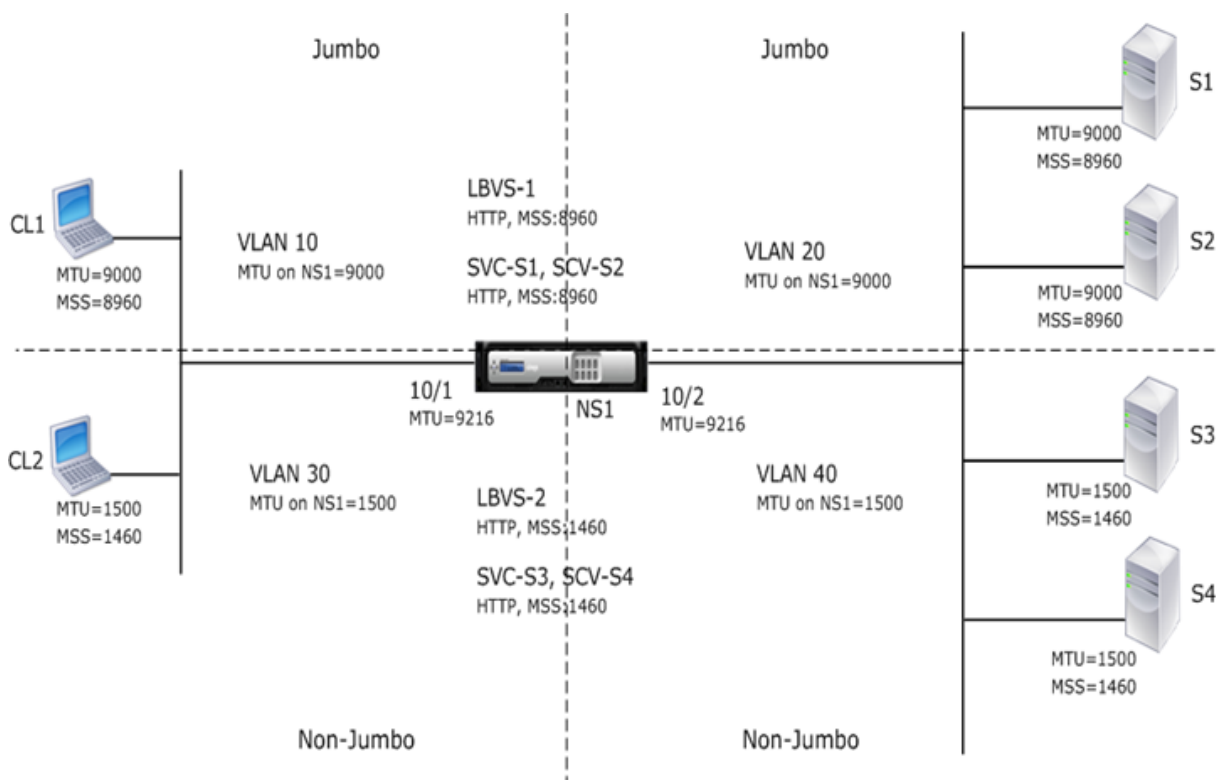 Jumbo
Jumbo
S1
MTU=9000
MSS=8960
LBVS-1
HTTP, MSS:8960
CL1
VLAN 10
MTU on NS1=9000
MTU=9000
MSS=8960
SVC-S1, SCV-S2
HTTP, MSS:8960
VLAN 20
MTU on NS1=9000
S2
MTU=9000
MSS=8960
10/1
MTU=9216
NS1
10/2
MTU=9216
S3
CL2
MTU=1500
MSS=1460
VLAN 30
MTU on NS1=1500
LBVS-2
HTTP, MSS:1460
VLAN 40
MTU on NS1=1500
MTU=1500
MSS=1460
SVC-S3, SCV-S4
HTTP, MSS:1460
S4
MTU=1500
MSS=1460
Non-Jumbo
Non-Jumbo